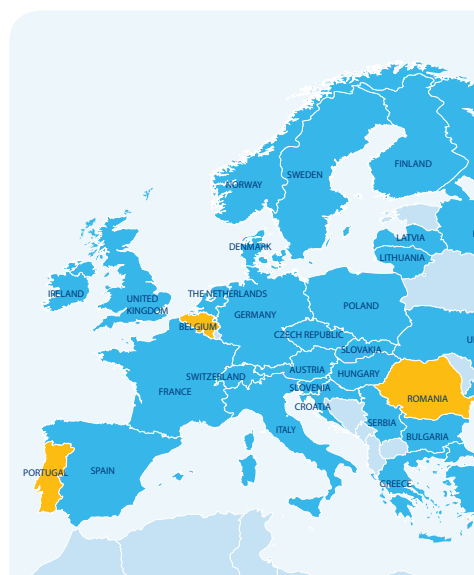 FINLAND
SWEDEN
NORWAY
LATVIA
DENMARK
LITHUANIA
THE NETHERLANDS
IRELAND
UNITED
KINGDOM
POLAND
GERMANY
BELGIUM
CZECH REPUBLIC
SLOVAKIA
AUSTRIA
HUNGARY
SWITZERLAND
SLOVENIA
FRANCE
ROMANIA
CROATIA
SERBIA
ITALY
BULGARIA
SPAIN
PORTUGAL
GREECE